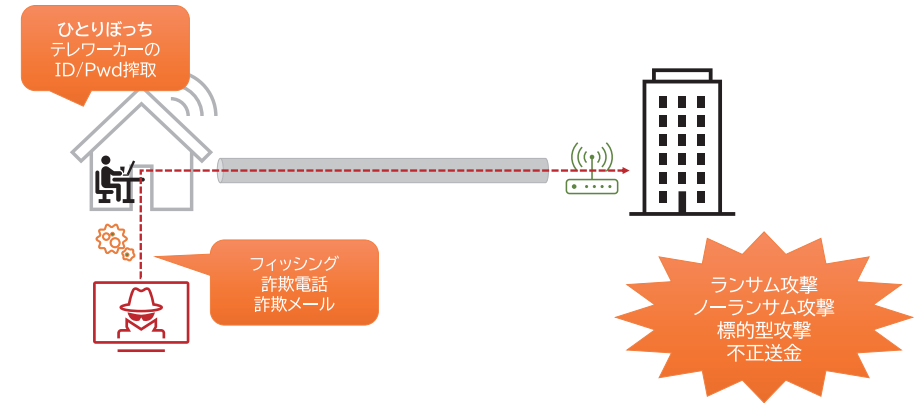 ひとりぼっち
テレワーカーの
ID/Pwd搾取
フィッシング
詐欺電話
詐欺メール
ランサム攻撃
ノーランサム攻撃
標的型攻撃
不正送金